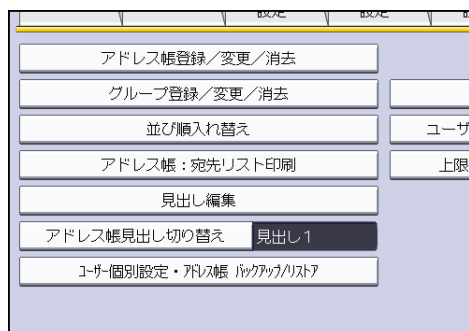 設定
設定
アドレス帳登録／変更／消去
グループ登録／変更／消去
並び順入れ替え
ユーザ
アドレス帳：宛先リスト印刷
上限
見出し編集
アドレス帳見出し切り替え 見出し1
ﾕｰｻﾞｰ個別設定・ｱﾄﾞﾚｽ帳 ﾊﾞｯｸｱｯﾌﾟ/ﾘｽﾄｱ